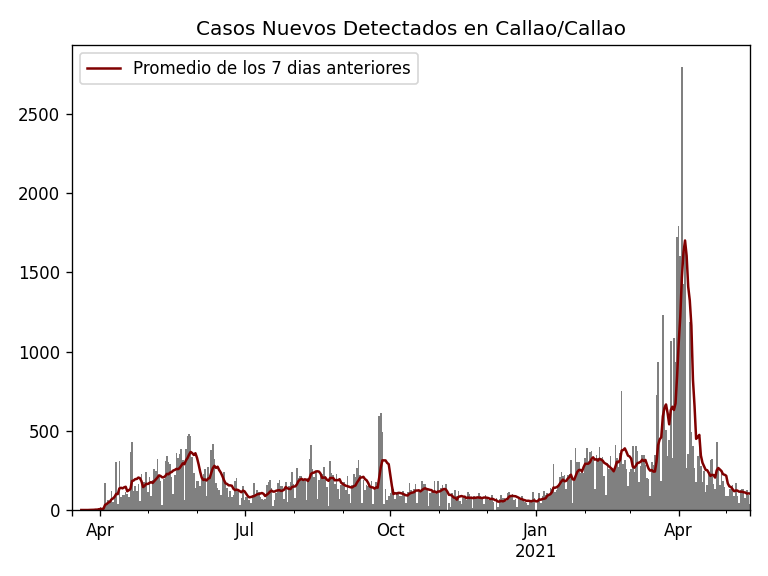 Casos Nuevos Detectados en Callao/Callao
Promedio de los 7 dias anteriores
2500
2000
1500
1000
500
0
Apr Jul Oct Jan Apr
2021